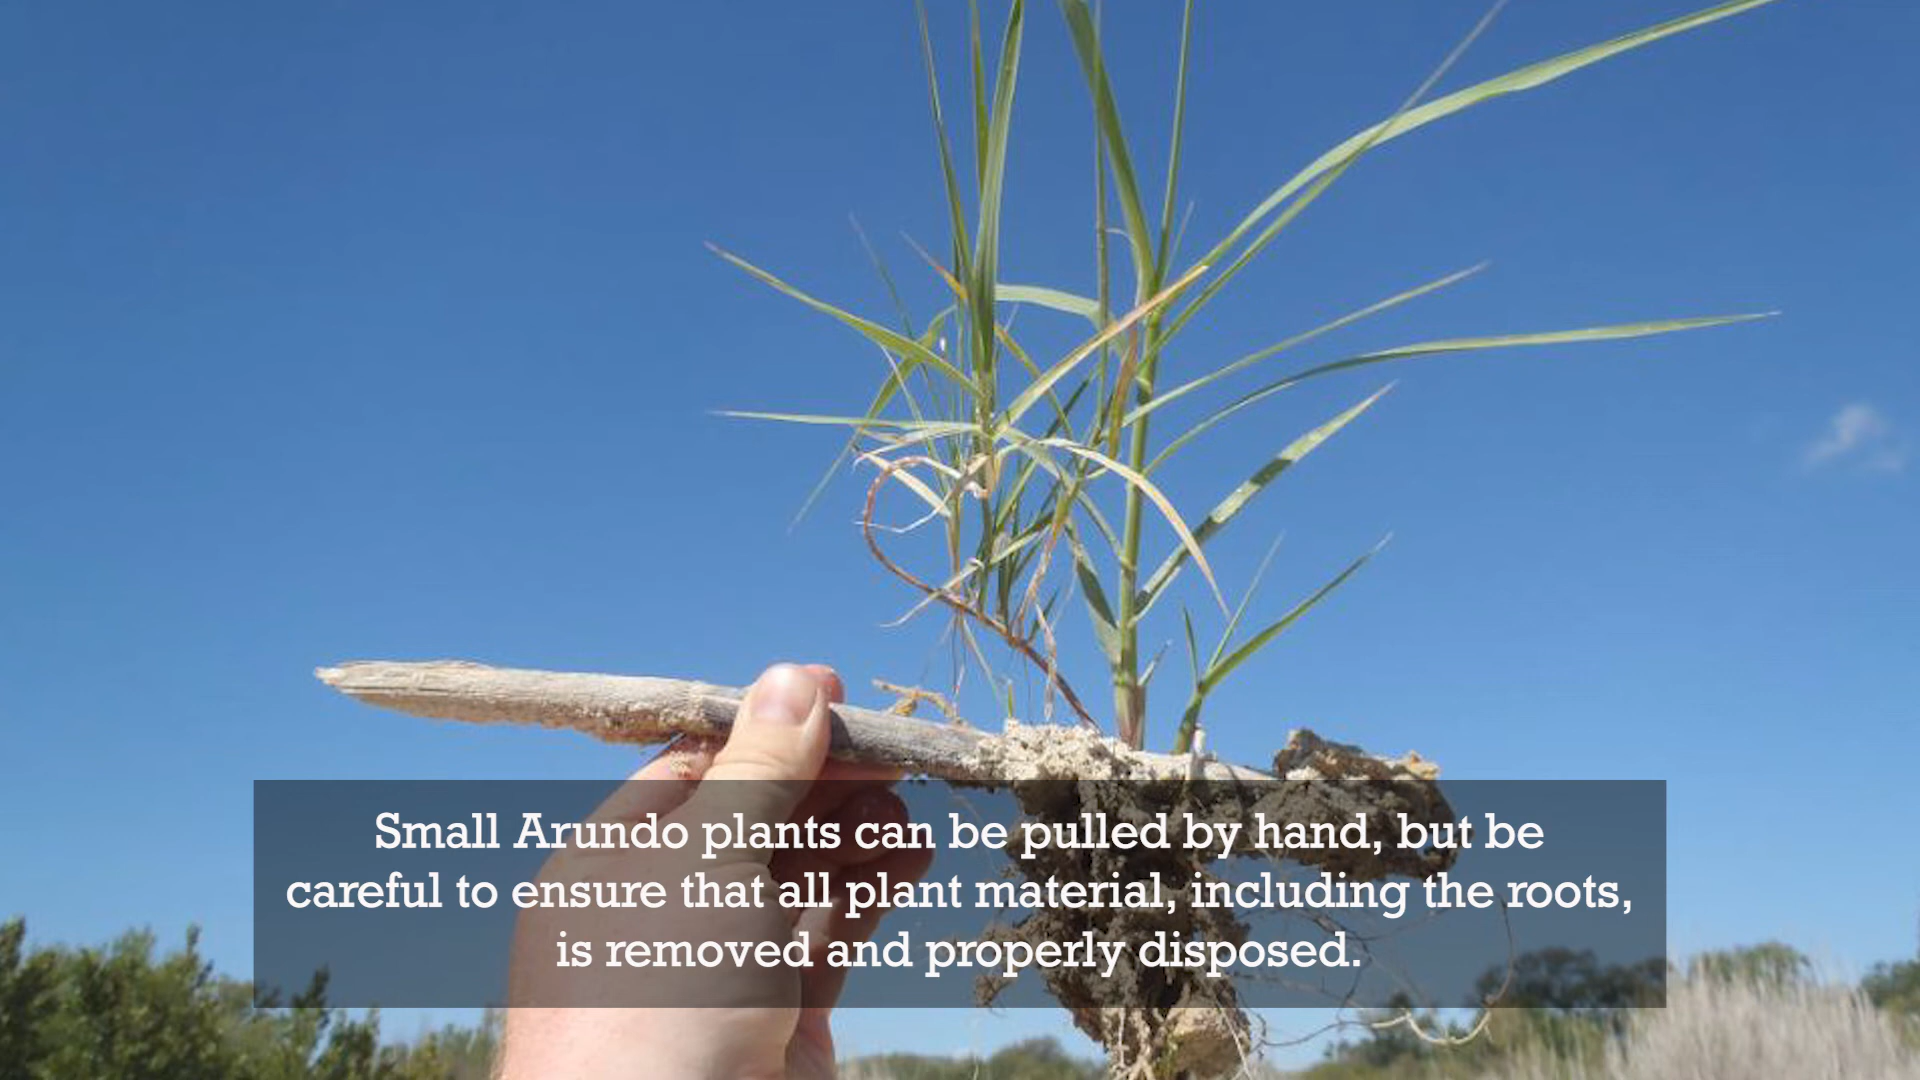 Small Arundo plants can be pulled by hand, but be
careful to ensure that all plant material, including the roots,
is removed and properly disposed.